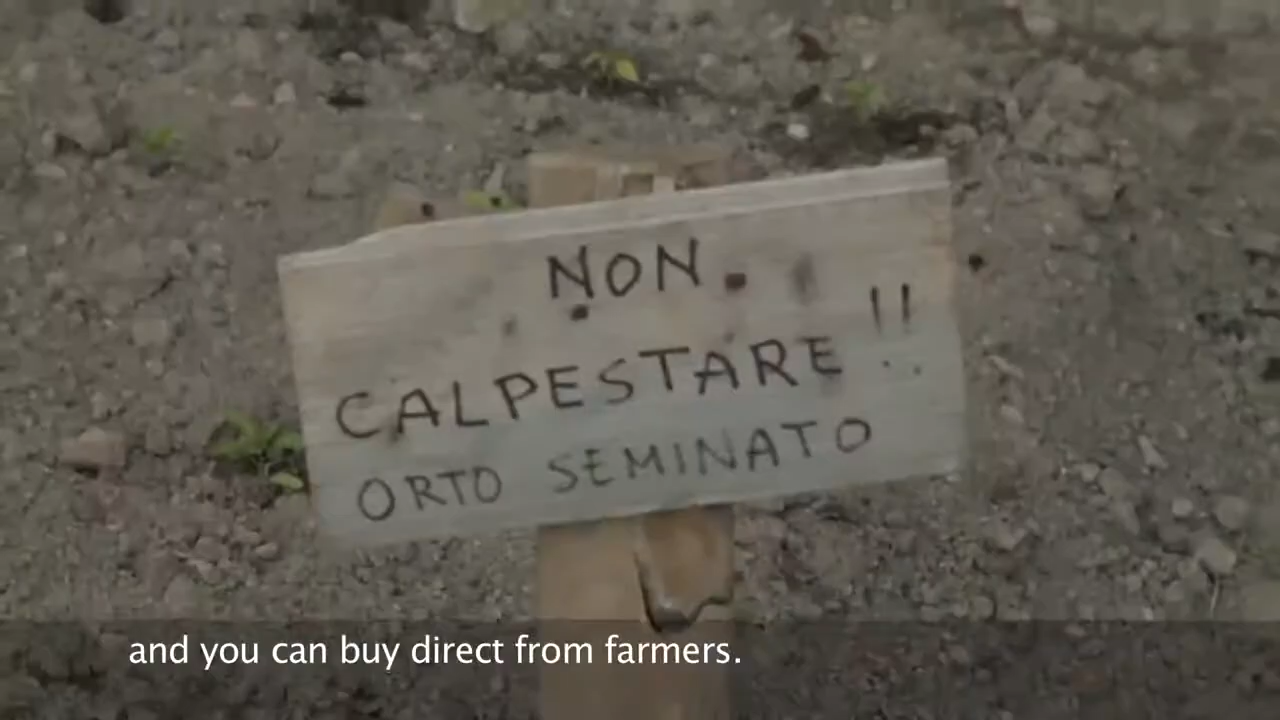 NON
CALPESTARE !!
ORTO SEMINATO
and you can buy direct from farmers.